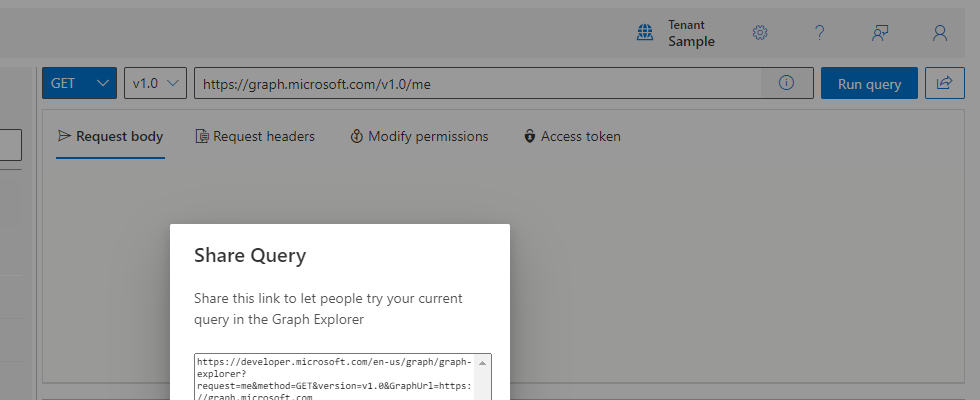 Tenant
Sample
GET
v1.0
https://graph.microsoft.com/v1.0/me
Run query
Request body
Request headers
Modify permissions
Access token
Share Query
Share this link to let people try your current
query in the Graph Explorer
https://developer.microsoft.com/en-us/graph/graph-
explorer?
request=me&method=GET&version=v1.0&GraphUrl=https:
//graph.microsoft.com